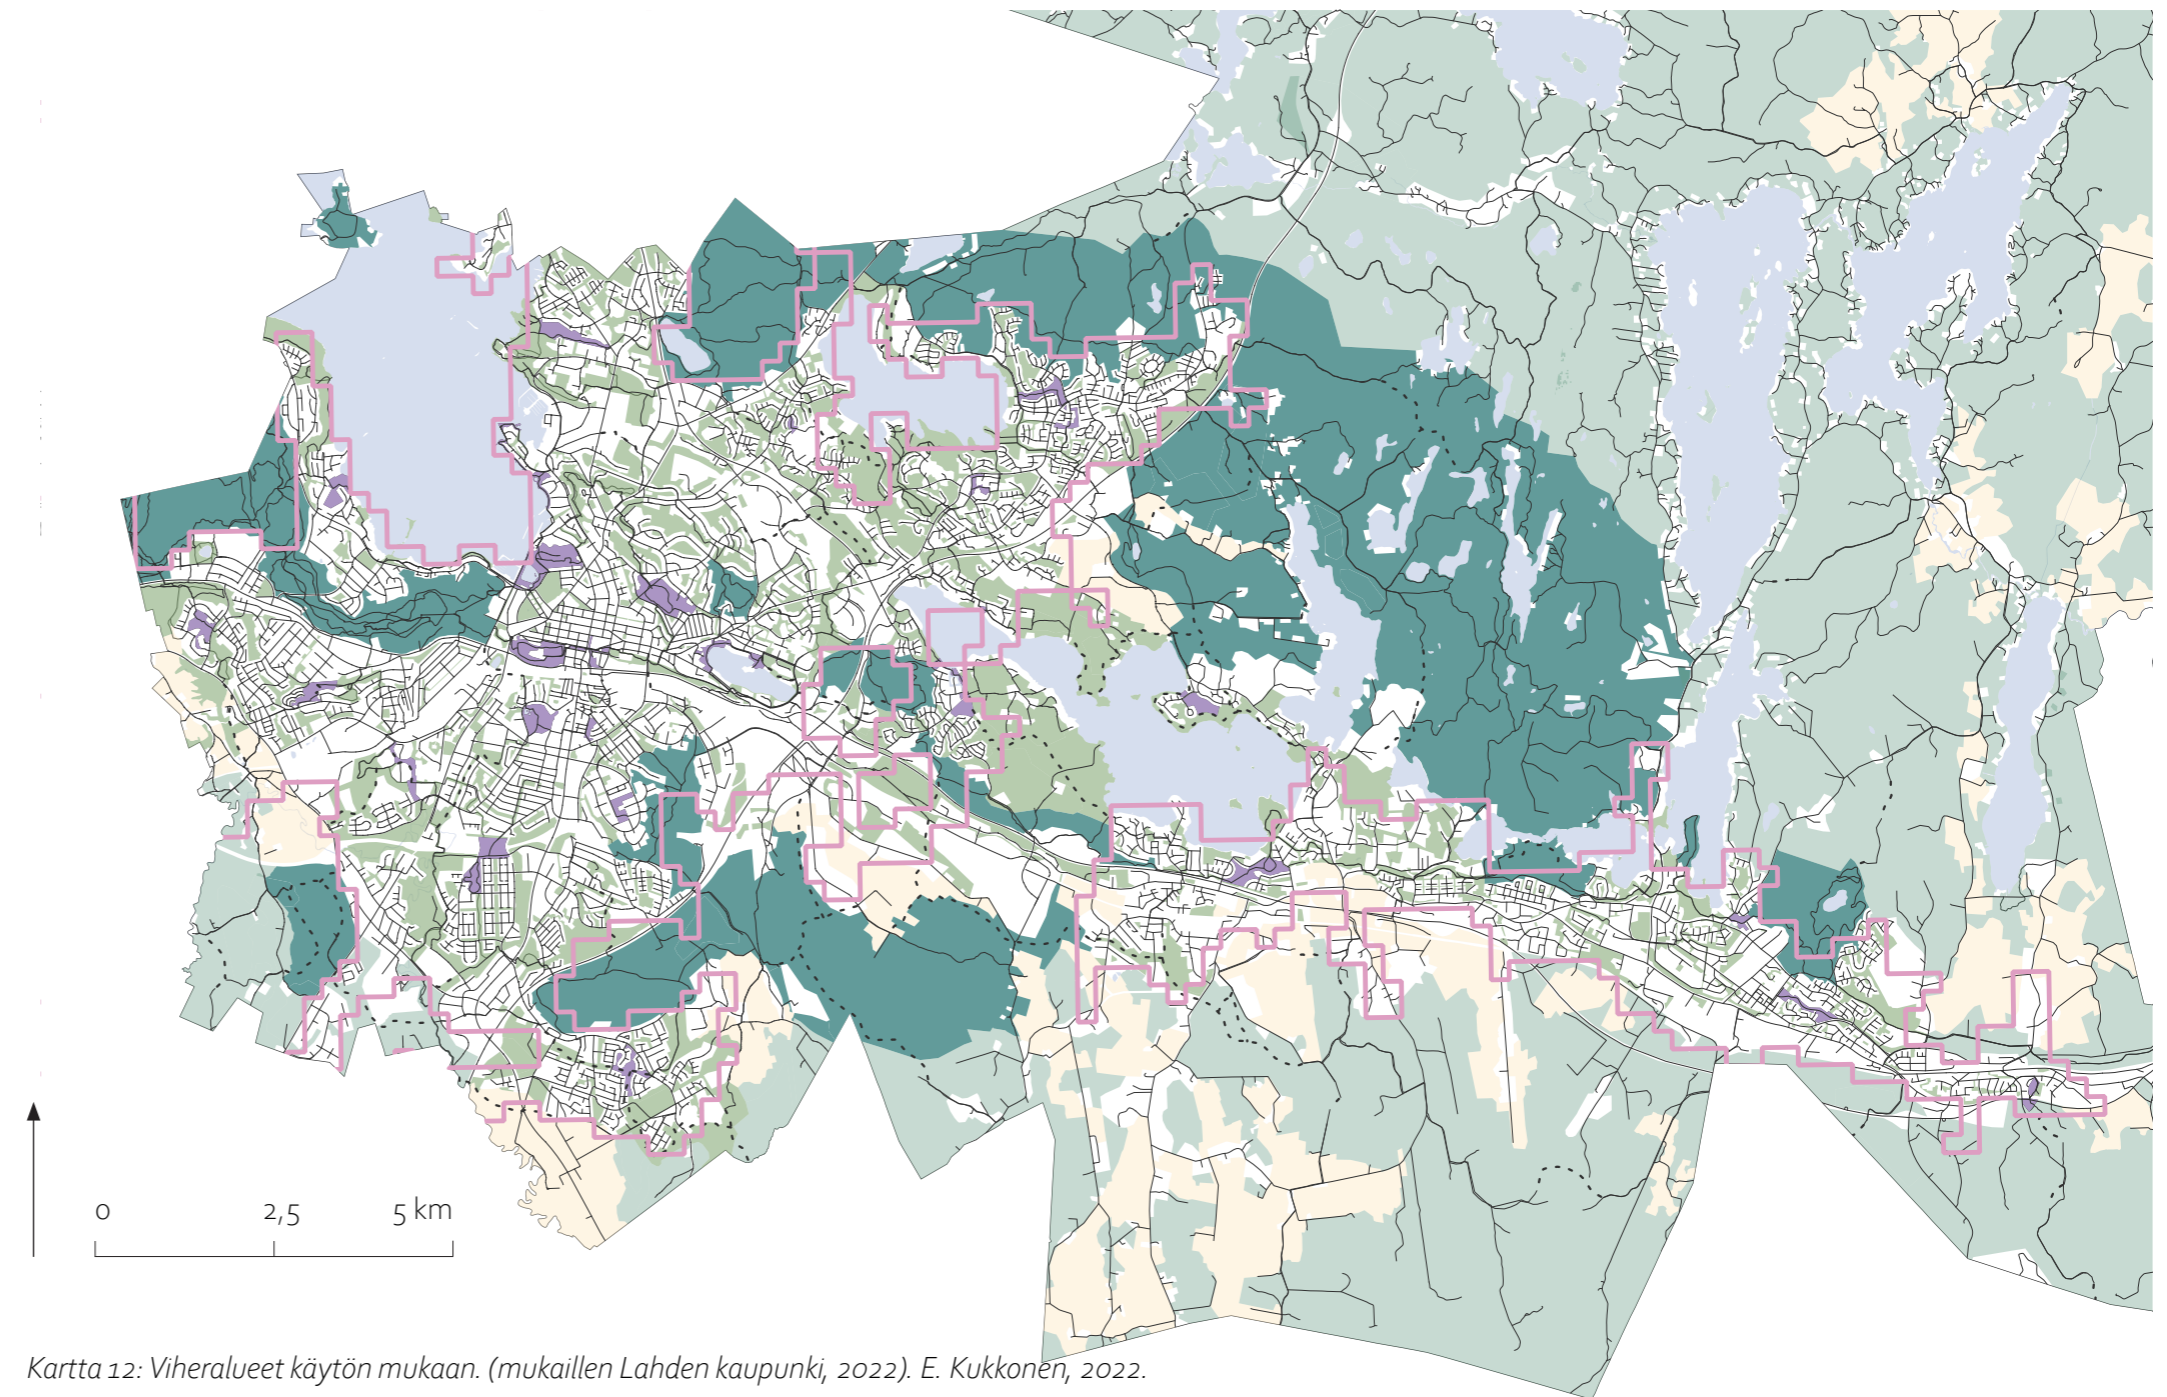 0 2,5 5 km
Kartta 12: Viheralueet käytön mukaan. (mukaillen Lahden kaupunki, 2022). E. Kukkonen, 2022.